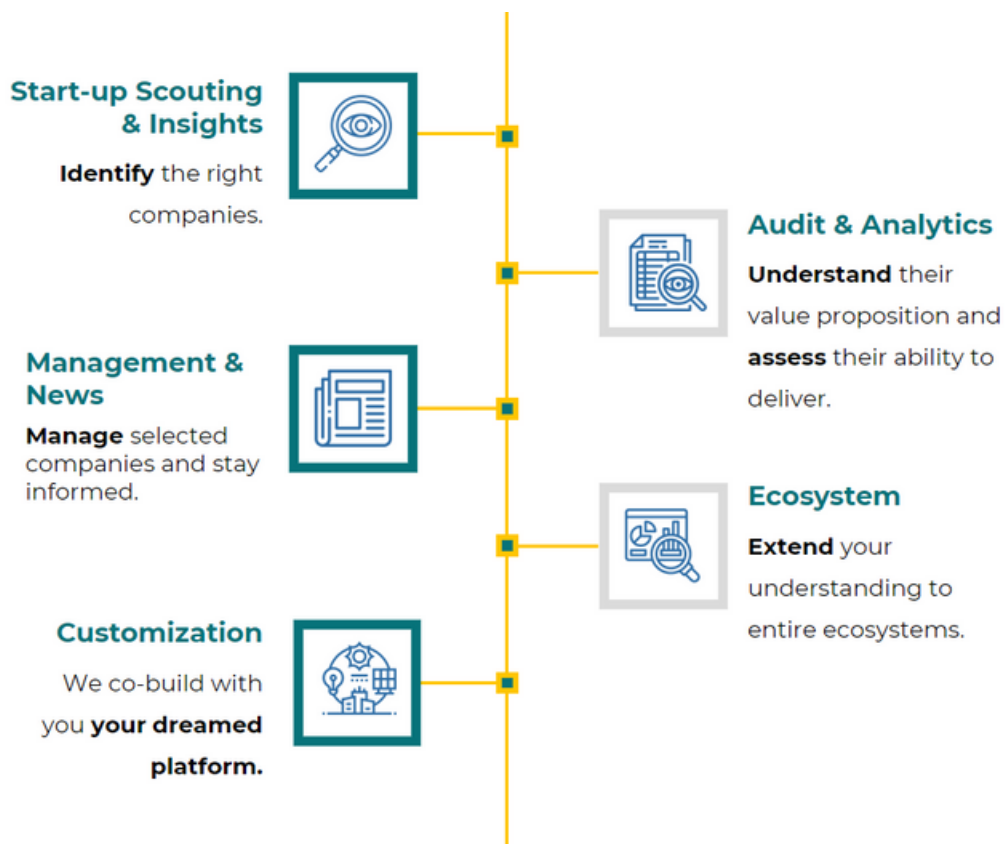 Start-up Scouting
& Insights
Identify the right
companies.
Audit & Analytics
Understand their
value proposition and
assess their ability to
deliver.
Management &
News
Manage selected
companies and stay
informed.
Ecosystem
Extend your
understanding to
entire ecosystems.
Customization
We co-build with
you your dreamed
platform.